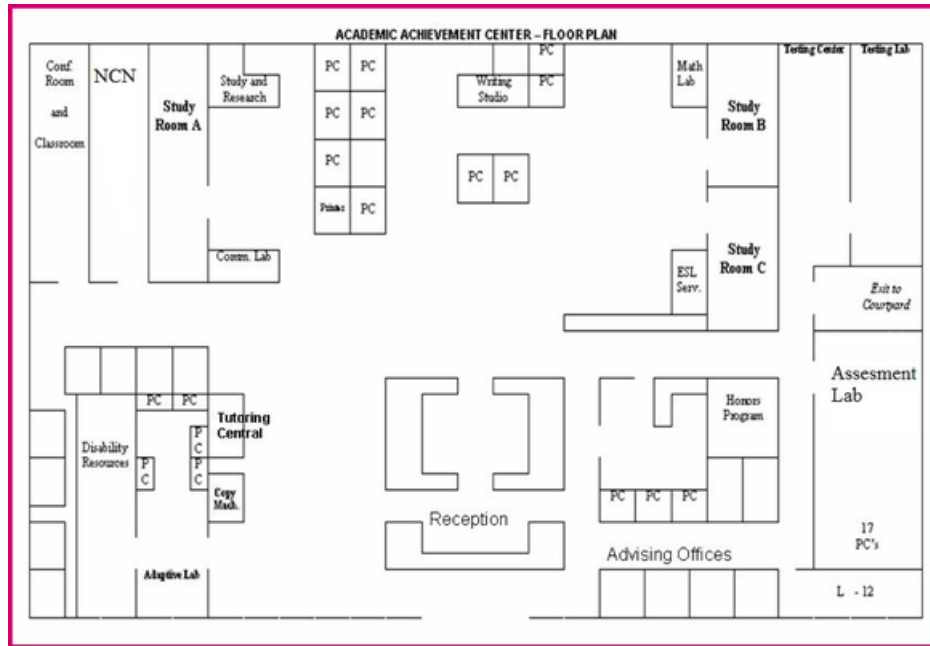 ACADEMIC ACHIEVEMENT CENTER – FLOOR PLAN
Conf.
Room
and
Classroom
NCN
Study
Room A
Study and
Research
PC PC
PC PC
PC
PC
Writing
Studio
PC
PC
PC PC
Math
Lab
Study
Room B
Testing Center
Testing Lab
Comm. Lab
ESL
Serv.
Study
Room C
Exit to
Courtyard
Assesment
Lab
17
PC's
L - 12
PC PC
Tutoring
Central
P
C
P
C
P
C
Disability
Resources
Copy
Mach.
Adaptive Lab
Reception
Honors
Program
PC PC PC
Advising Offices